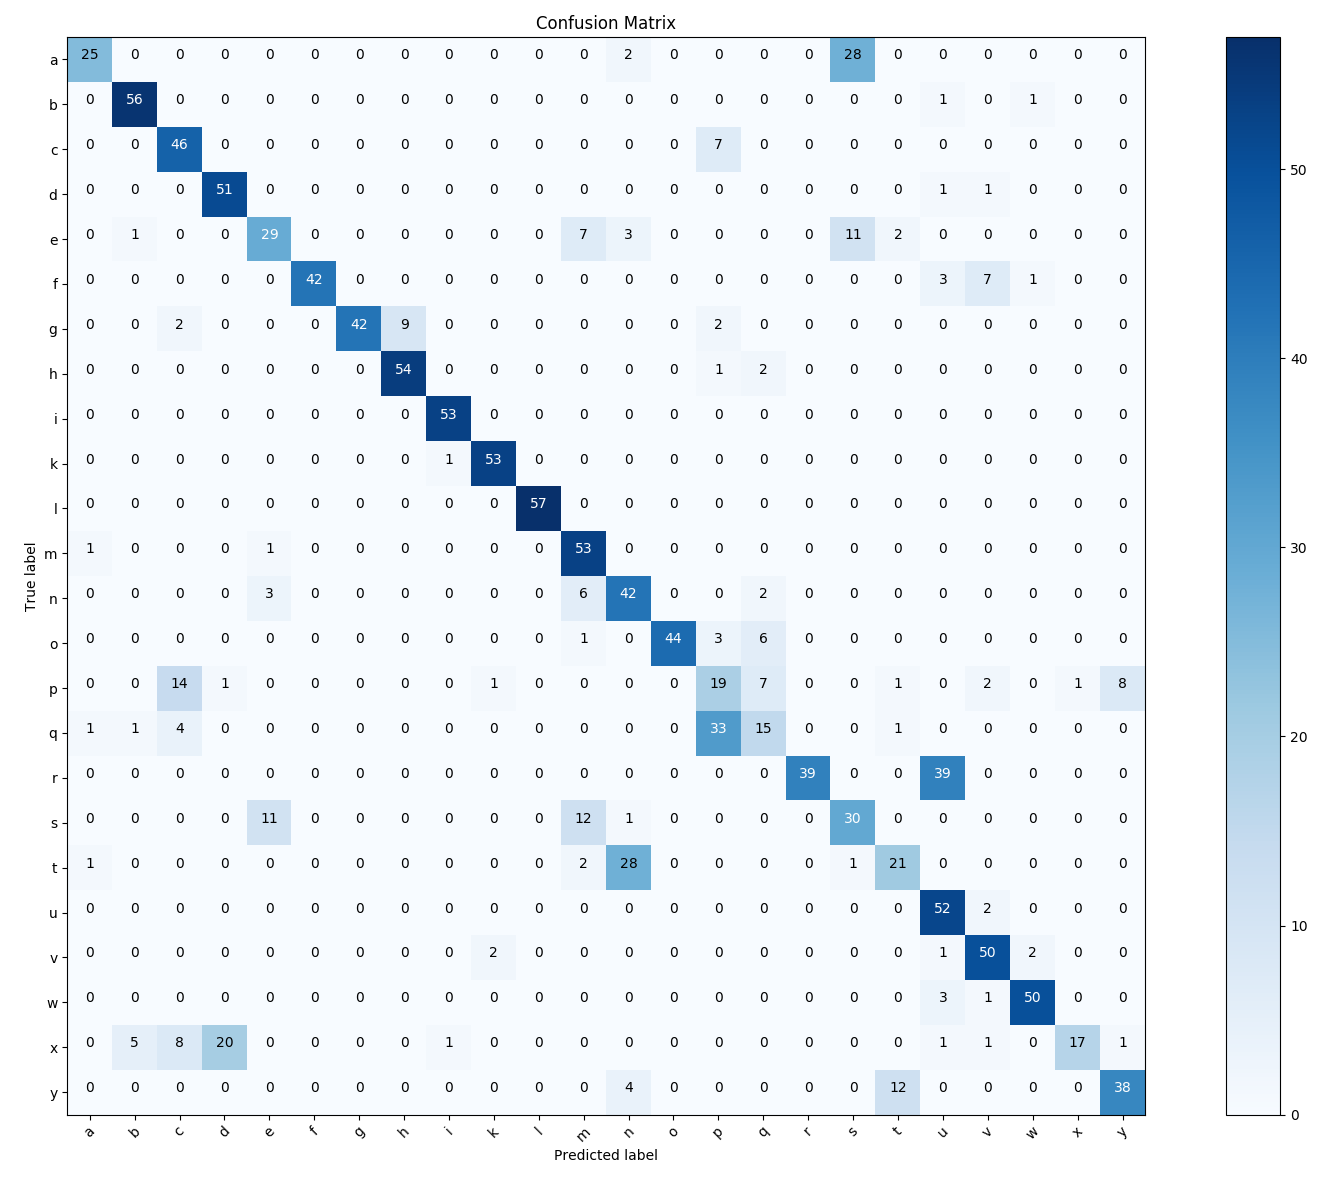 Confusion Matrix
a 25 0 0 0 0 0 0 0 0 0 0 0 2 0 0 0 0 28 0 0 0 0 0 0
b 0 56 0 0 0 0 0 0 0 0 0 0 0 0 0 0 0 0 0 1 0 1 0 0
c 0 0 46 0 0 0 0 0 0 0 0 0 0 0 7 0 0 0 0 0 0 0 0 0
d 0 0 0 51 0 0 0 0 0 0 0 0 0 0 0 0 0 0 0 1 1 0 0 0
e 0 1 0 0 29 0 0 0 0 0 0 7 3 0 0 0 0 11 2 0 0 0 0 0
f 0 0 0 0 0 42 0 0 0 0 0 0 0 0 0 0 0 0 0 3 7 1 0 0
g 0 0 2 0 0 0 42 9 0 0 0 0 0 0 2 0 0 0 0 0 0 0 0 0
h 0 0 0 0 0 0 0 54 0 0 0 0 0 0 1 2 0 0 0 0 0 0 0 0
i 0 0 0 0 0 0 0 0 53 0 0 0 0 0 0 0 0 0 0 0 0 0 0 0
k 0 0 0 0 0 0 0 0 1 53 0 0 0 0 0 0 0 0 0 0 0 0 0 0
l 0 0 0 0 0 0 0 0 0 0 57 0 0 0 0 0 0 0 0 0 0 0 0 0
m 1 0 0 0 1 0 0 0 0 0 0 53 0 0 0 0 0 0 0 0 0 0 0 0
n 0 0 0 0 3 0 0 0 0 0 0 6 42 0 0 2 0 0 0 0 0 0 0 0
o 0 0 0 0 0 0 0 0 0 0 0 1 0 44 3 6 0 0 0 0 0 0 0 0
p 0 0 14 1 0 0 0 0 0 1 0 0 0 0 19 7 0 0 1 0 2 0 1 8
q 1 1 4 0 0 0 0 0 0 0 0 0 0 0 33 15 0 0 1 0 0 0 0 0
r 0 0 0 0 0 0 0 0 0 0 0 0 0 0 0 0 39 0 0 39 0 0 0 0
s 0 0 0 0 11 0 0 0 0 0 0 12 1 0 0 0 0 30 0 0 0 0 0 0
t 1 0 0 0 0 0 0 0 0 0 0 2 28 0 0 0 0 1 21 0 0 0 0 0
u 0 0 0 0 0 0 0 0 0 0 0 0 0 0 0 0 0 0 0 52 2 0 0 0
v 0 0 0 0 0 0 0 0 0 2 0 0 0 0 0 0 0 0 0 1 50 2 0 0
w 0 0 0 0 0 0 0 0 0 0 0 0 0 0 0 0 0 0 0 3 1 50 0 0
x 0 5 8 20 0 0 0 0 1 0 0 0 0 0 0 0 0 0 0 1 1 0 17 1
y 0 0 0 0 0 0 0 0 0 0 0 0 4 0 0 0 0 0 12 0 0 0 0 38
a b c d e f g h i k l m n o p q r s t u v w x y
Predicted label
True label
50
40
30
20
10
0